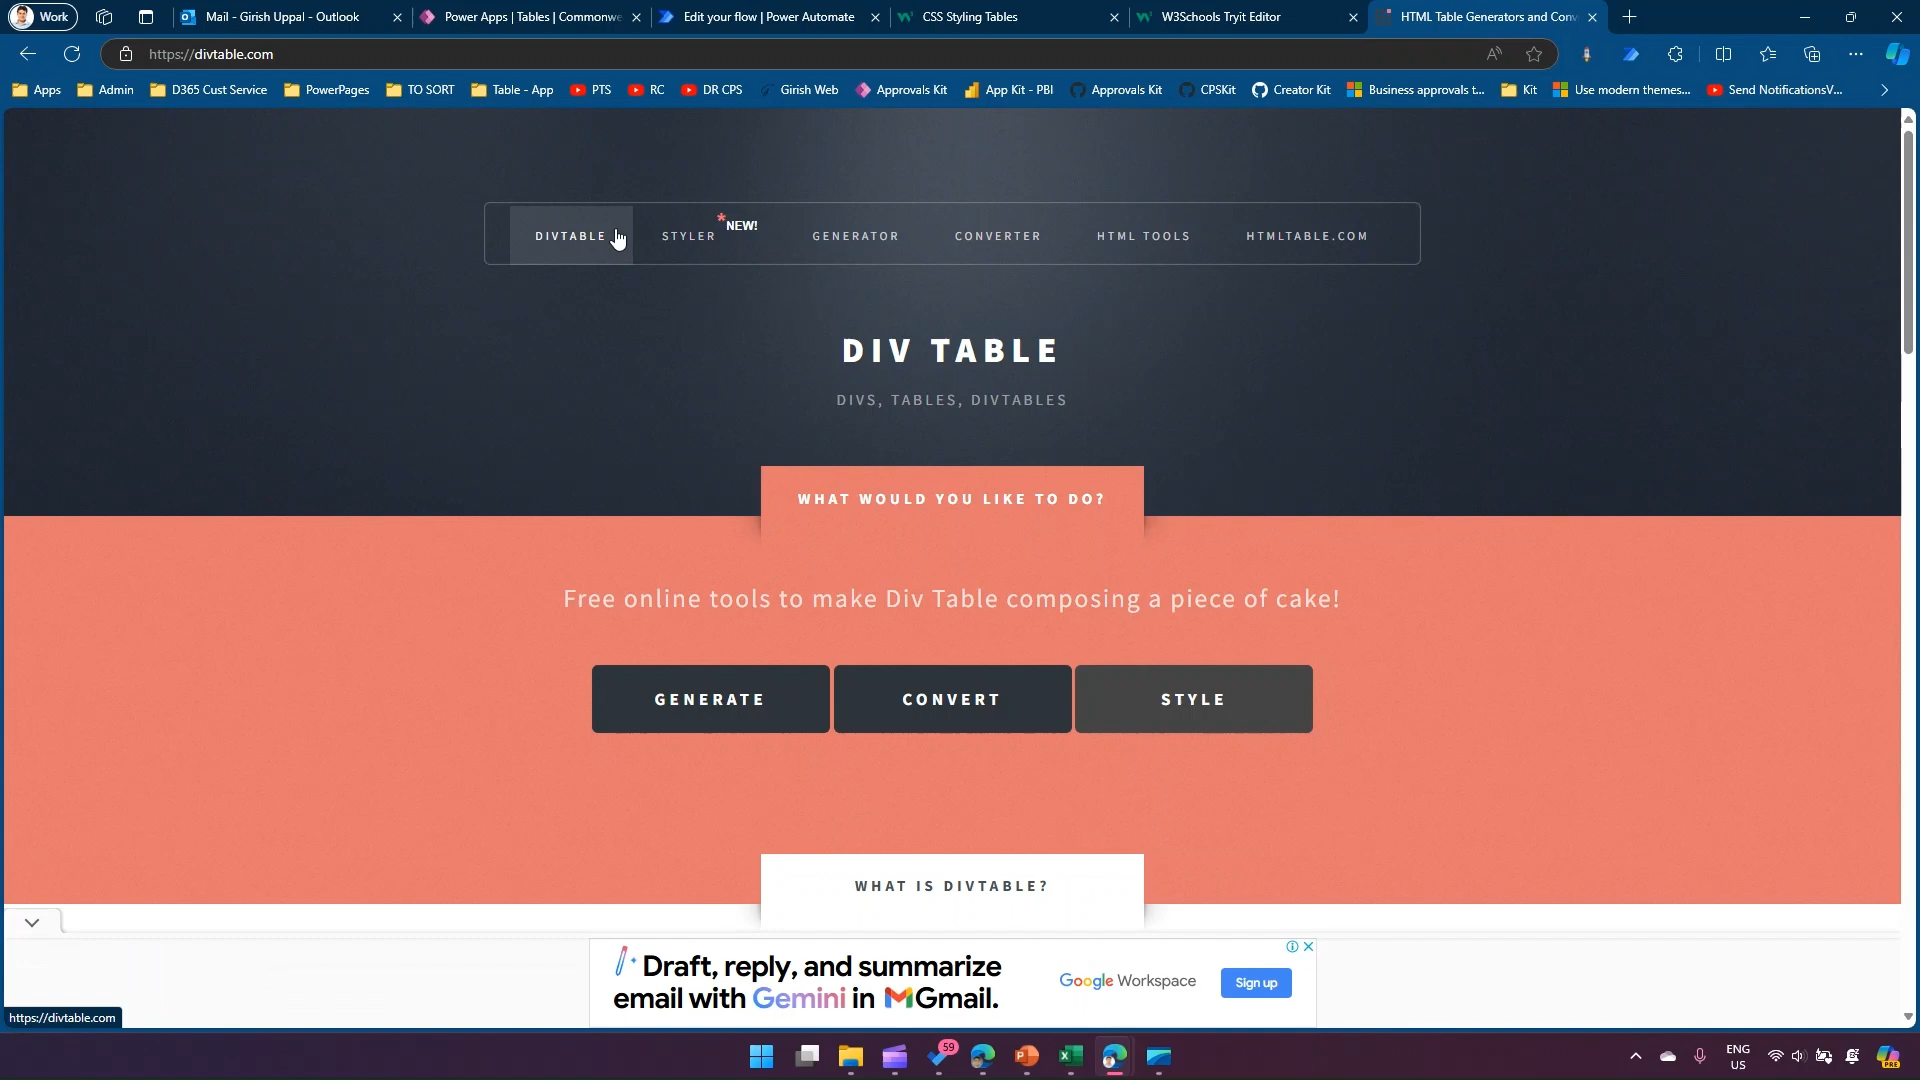 Work
Mail - Girish Uppal - Outlook
Power Apps | Tables | Commonwe
Edit your flow | Power Automate
CSS Styling Tables
W3Schools Tryit Editor
HTML Table Generators and Conv
https://divtable.com
Apps
Admin
D365 Cust Service
PowerPages
TO SORT
Table - App
PTS
RC
DR CPS
Girish Web
Approvals Kit
App Kit - PBI
Approvals Kit
CPSKit
Creator Kit
Business approvals t...
Kit
Use modern themes...
Send NotificationsV...
DIVTABLE
STYLER
*NEW!
GENERATOR
CONVERTER
HTML TOOLS
HTMLTABLE.COM
DIV TABLE
DIVS, TABLES, DIVTABLES
WHAT WOULD YOU LIKE TO DO?
Free online tools to make Div Table composing a piece of cake!
GENERATE
CONVERT
STYLE
WHAT IS DIVTABLE?
Draft, reply, and summarize
email with Gemini in Gmail.
Google Workspace
Sign up
https://divtable.com
59
ENG
US
PRE